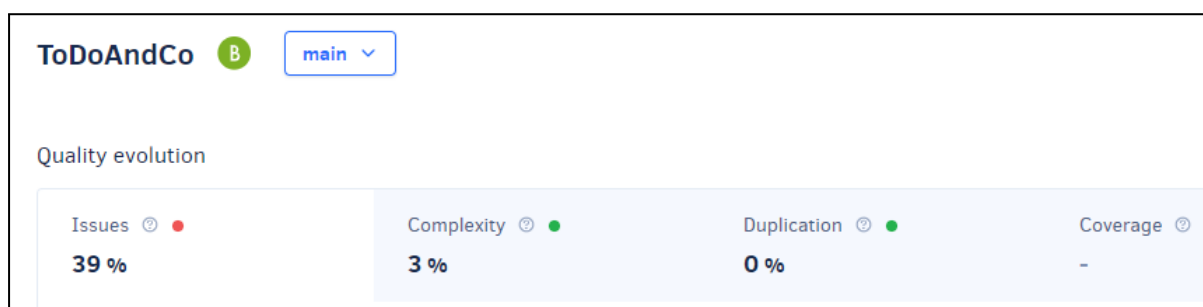 ToDoAndCo B main
Quality evolution
Issues Complexity Duplication Coverage
39 % 3 % 0 % -